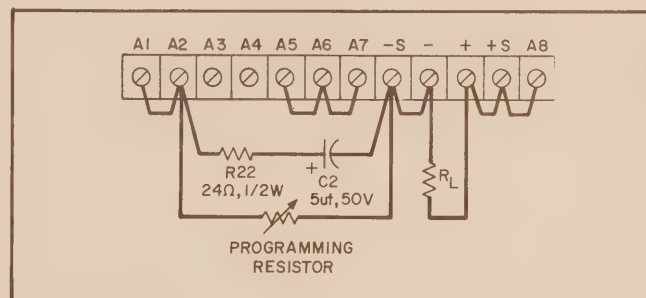 A1 A2 A3 A4 A5 A6 A7 -S - + +S A8
R22
24Ω, 1/2W
+
C2
5uf, 50V
RL
PROGRAMMING
RESISTOR